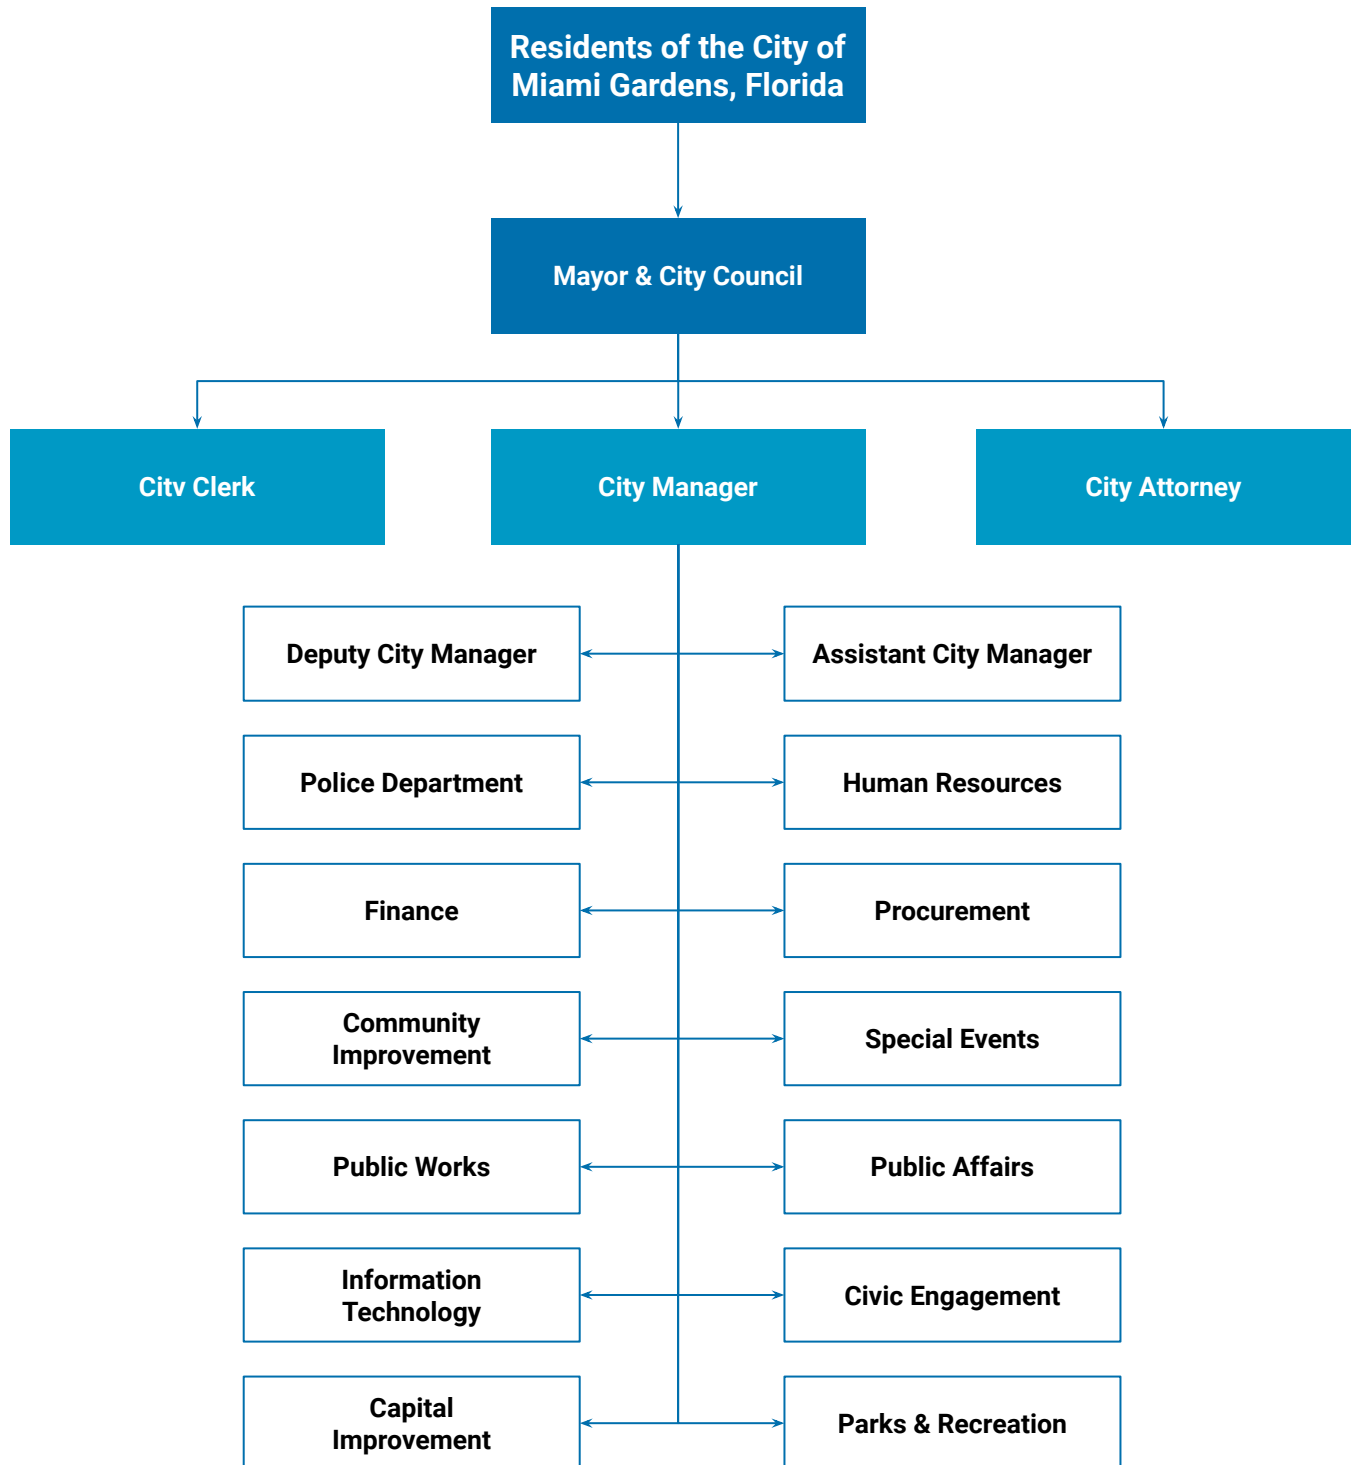 Residents of the City of
Miami Gardens, Florida
Mayor & City Council
City Clerk
City Manager
City Attorney
Deputy City Manager
Assistant City Manager
Police Department
Human Resources
Finance
Procurement
Community
Improvement
Special Events
Public Works
Public Affairs
Information
Technology
Civic Engagement
Capital
Improvement
Parks & Recreation